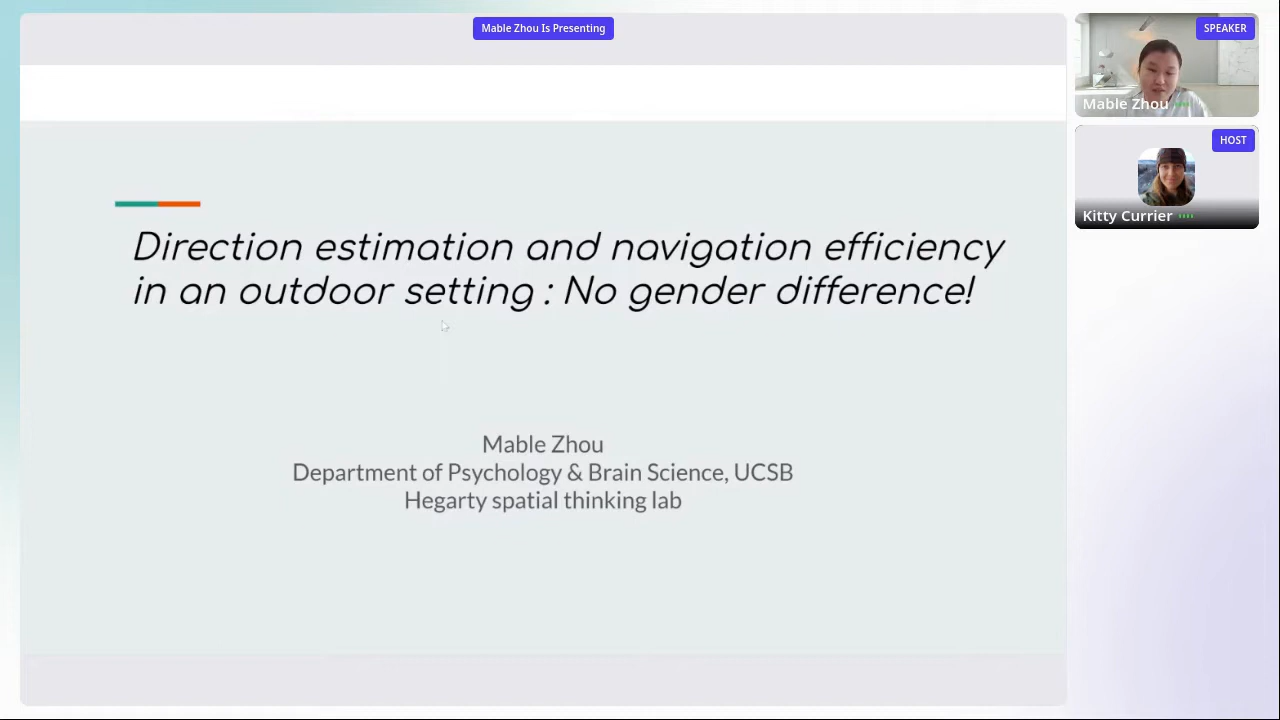 Mable Zhou Is Presenting
SPEAKER
Mable Zhou
HOST
Kitty Currier
Direction estimation and navigation efficiency
in an outdoor setting : No gender difference!
Mable Zhou
Department of Psychology & Brain Science, UCSB
Hegarty spatial thinking lab